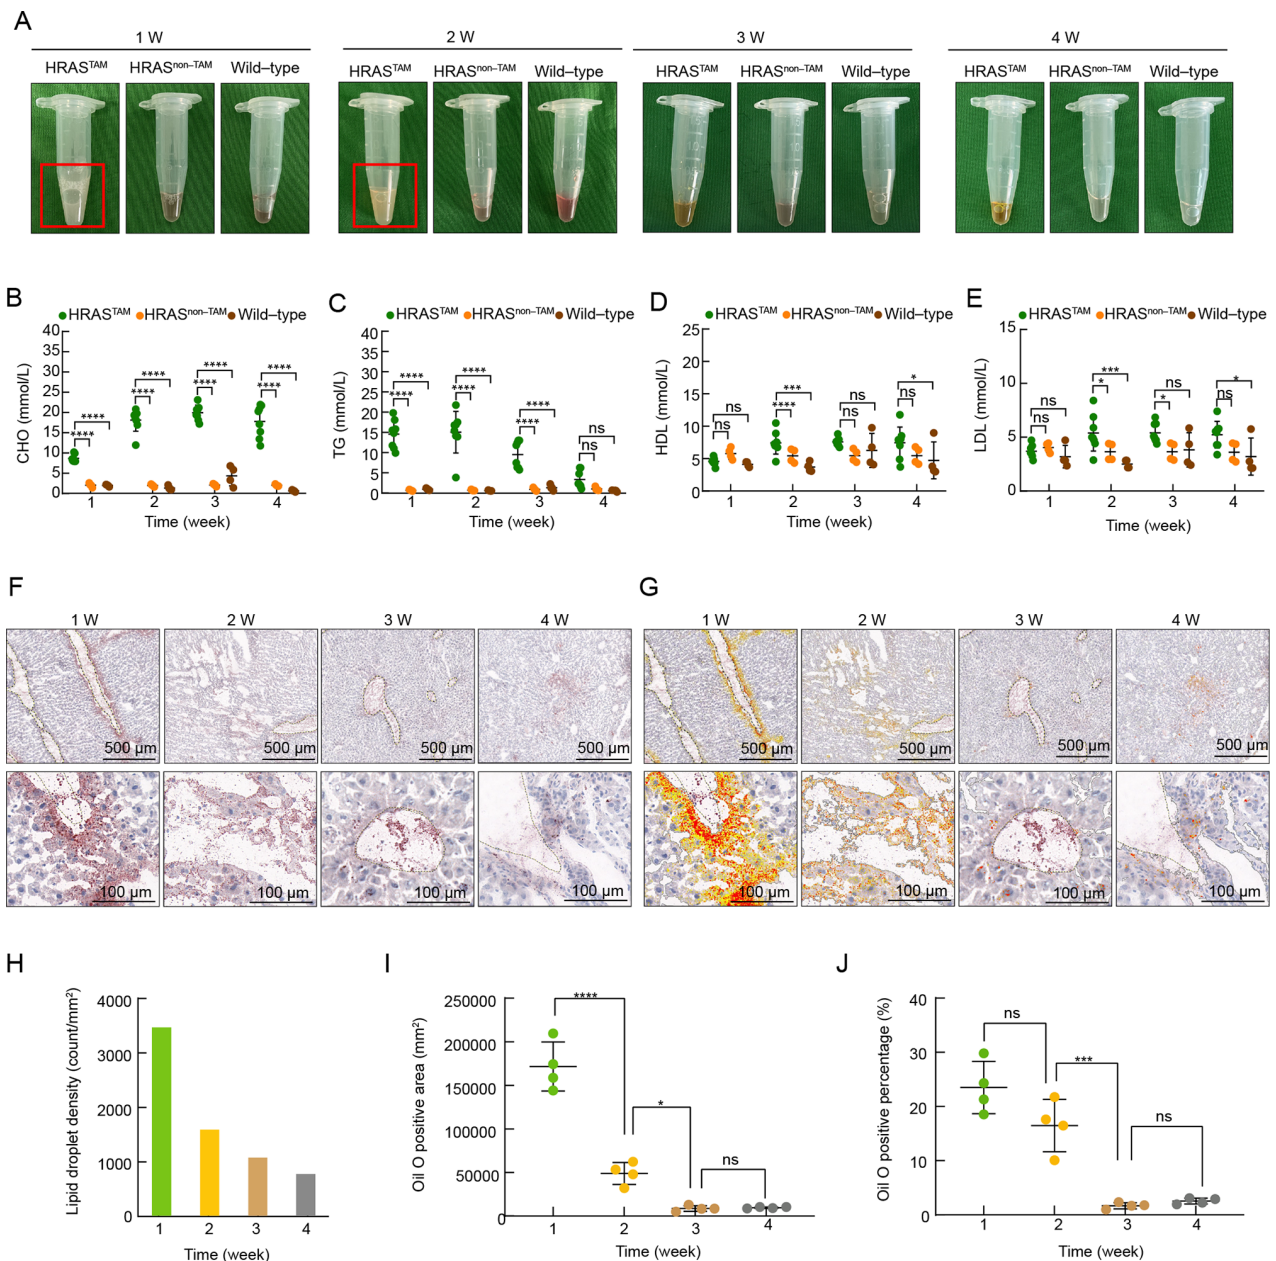 A
1 W
2 W
3 W
4 W
HRASTAM HRASnon–TAM Wild–type
HRASTAM HRASnon–TAM Wild–type
HRASTAM HRASnon–TAM Wild–type
HRASTAM HRASnon–TAM Wild–type
B
HRASTAM HRASnon–TAM Wild–type
CHO (mmol/L)
40
35
30
25
20
15
10
5
0
****
****
****
****
****
****
****
****
1 2 3 4
Time (week)
C
HRASTAM HRASnon–TAM Wild–type
TG (mmol/L)
40
35
30
25
20
15
10
5
0
****
****
****
****
****
****
ns
ns
1 2 3 4
Time (week)
D
HRASTAM HRASnon–TAM Wild–type
HDL (mmol/L)
25
20
15
10
5
0
ns
ns
***
****
ns
ns
*
ns
1 2 3 4
Time (week)
E
HRASTAM HRASnon–TAM Wild–type
LDL (mmol/L)
15
10
5
0
ns
ns
***
*
ns
*
*
ns
1 2 3 4
Time (week)
F
1 W 2 W 3 W 4 W
500 µm 500 µm 500 µm 500 µm
100 µm 100 µm 100 µm 100 µm
G
1 W 2 W 3 W 4 W
500 µm 500 µm 500 µm 500 µm
100 µm 100 µm 100 µm 100 µm
H
Lipid droplet density (count/mm²)
4000
3000
2000
1000
0
1 2 3 4
Time (week)
I
Oil O positive area (mm²)
250000
200000
150000
100000
50000
0
****
*
ns
1 2 3 4
Time (week)
J
Oil O positive percentage (%)
40
30
20
10
0
ns
***
ns
1 2 3 4
Time (week)